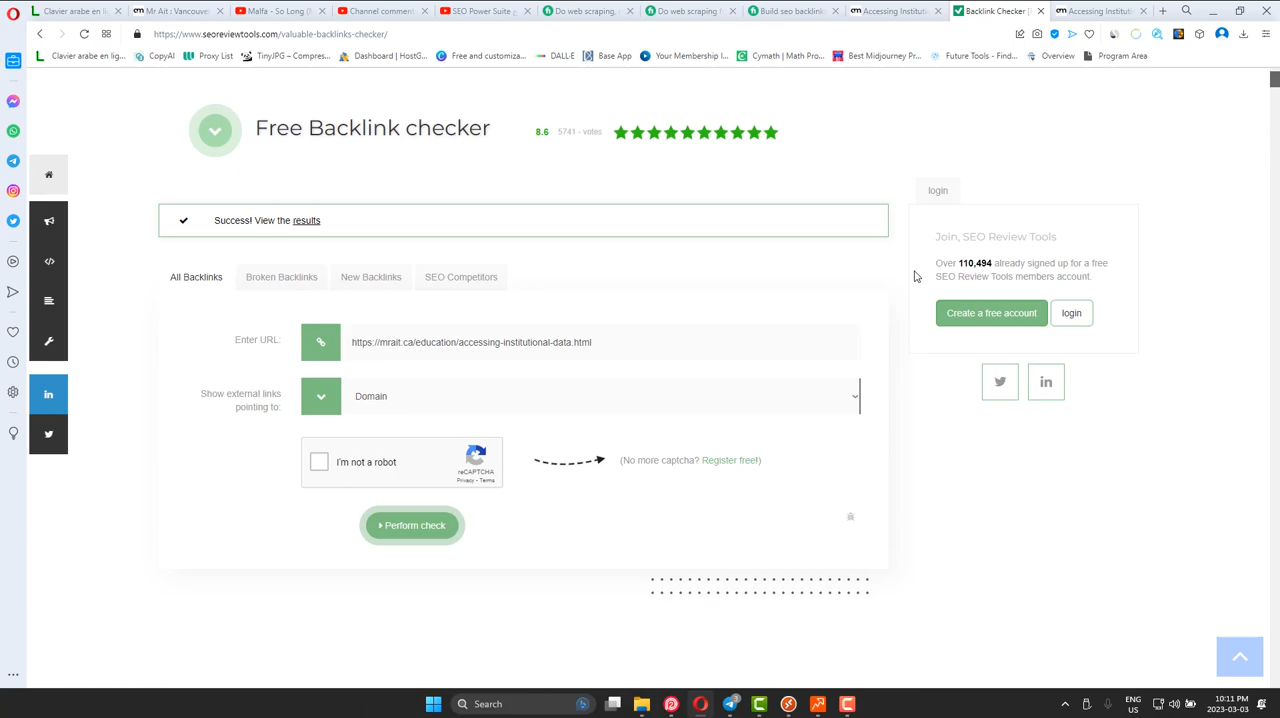 Clavier arabe en lig
Mr Ait : Vancouver
Malfa - So Long (M
Channel comment
SEO Power Suite
Do web scraping,
Do web scraping
Build seo backlinks
Accessing Instituti
Backlink Checker [
Accessing Instituti
https://www.seoreviewtools.com/valuable-backlinks-checker/
Clavier arabe en lig...
CopyAI
Proxy List
TinyJPG – Compres...
Dashboard | HostG...
Free and customiza...
DALL·E
Base App
Your Membership |...
Cymath | Math Pro...
Best Midjourney Pr...
Future Tools - Find...
Overview
Program Area
Free Backlink checker
8.6 5741 - votes
login
Success! View the results
Join, SEO Review Tools
Over 110,494 already signed up for a free
SEO Review Tools members account.
Create a free account
login
All Backlinks
Broken Backlinks
New Backlinks
SEO Competitors
Enter URL:
https://mrait.ca/education/accessing-institutional-data.html
Show external links
pointing to:
Domain
I'm not a robot
reCAPTCHA
Privacy - Terms
(No more captcha? Register free!)
Perform check
Search
3
ENG
US
10:11 PM
2023-03-03